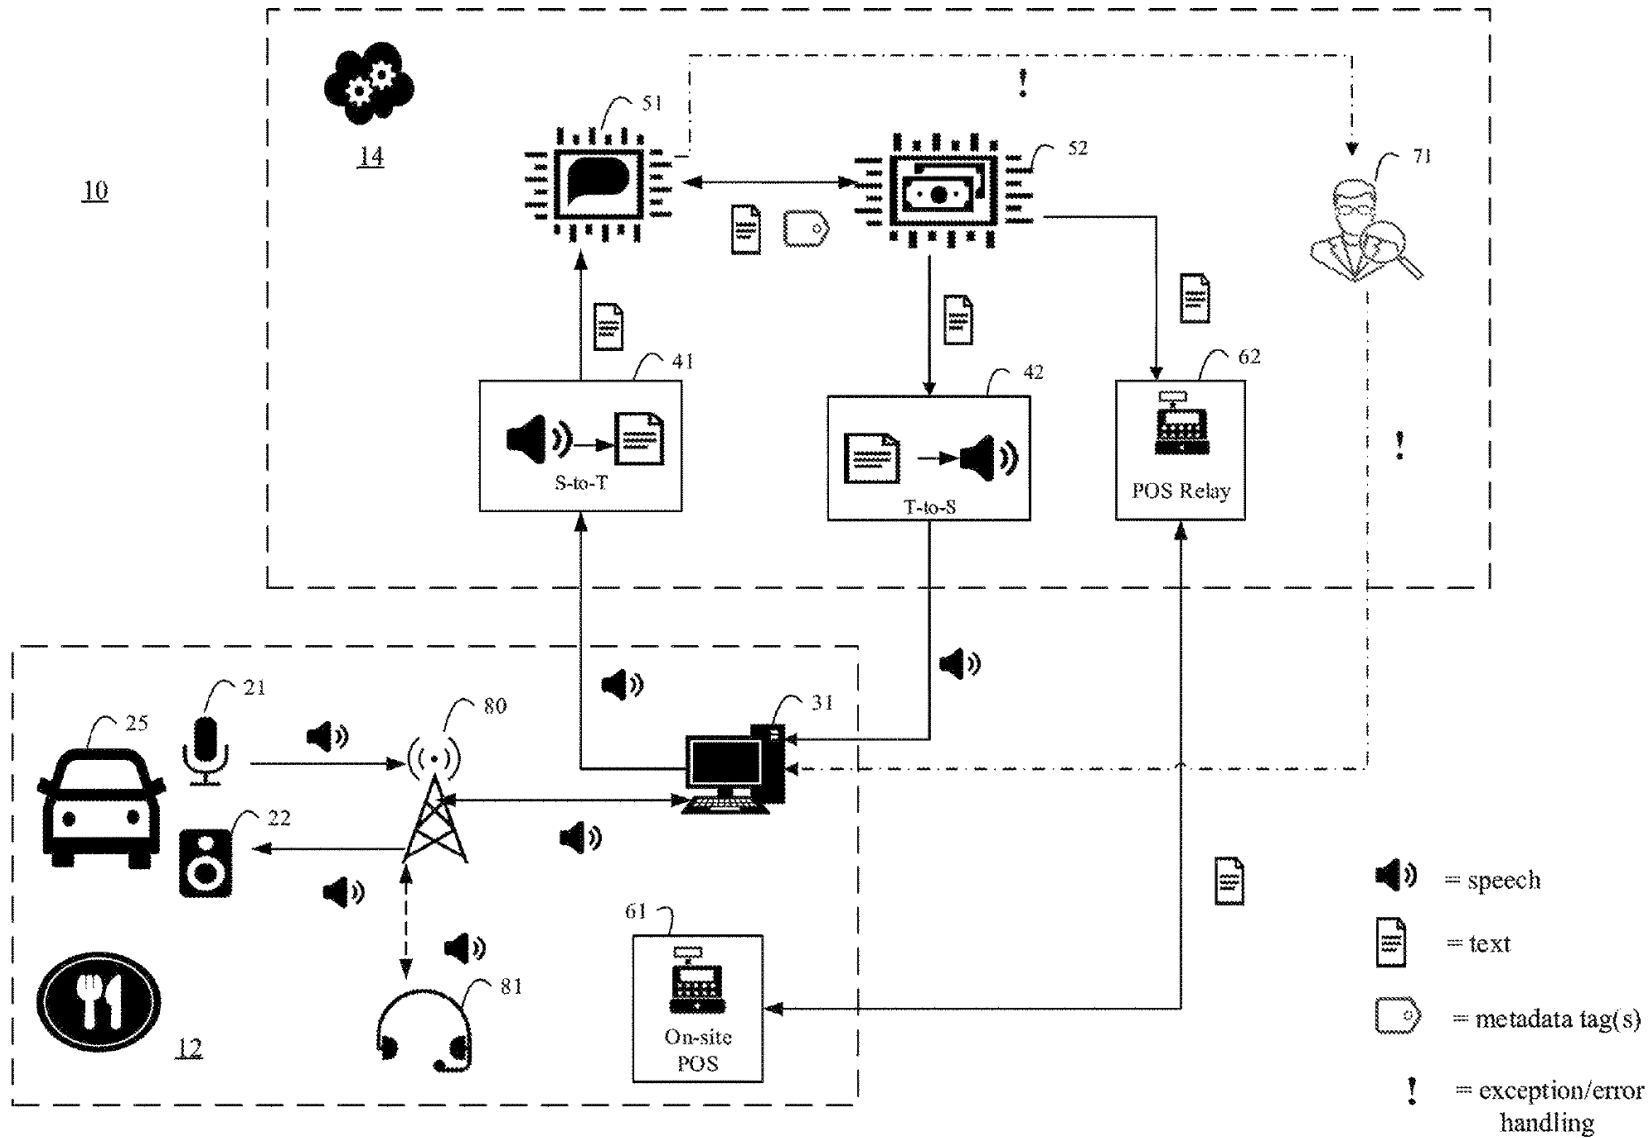 10
14
51
!
52
71
41
S-to-T
42
T-to-S
62
POS Relay
!
25
21
22
80
31
81
12
61
On-site
POS
= speech
= text
= metadata tag(s)
! = exception/error
handling